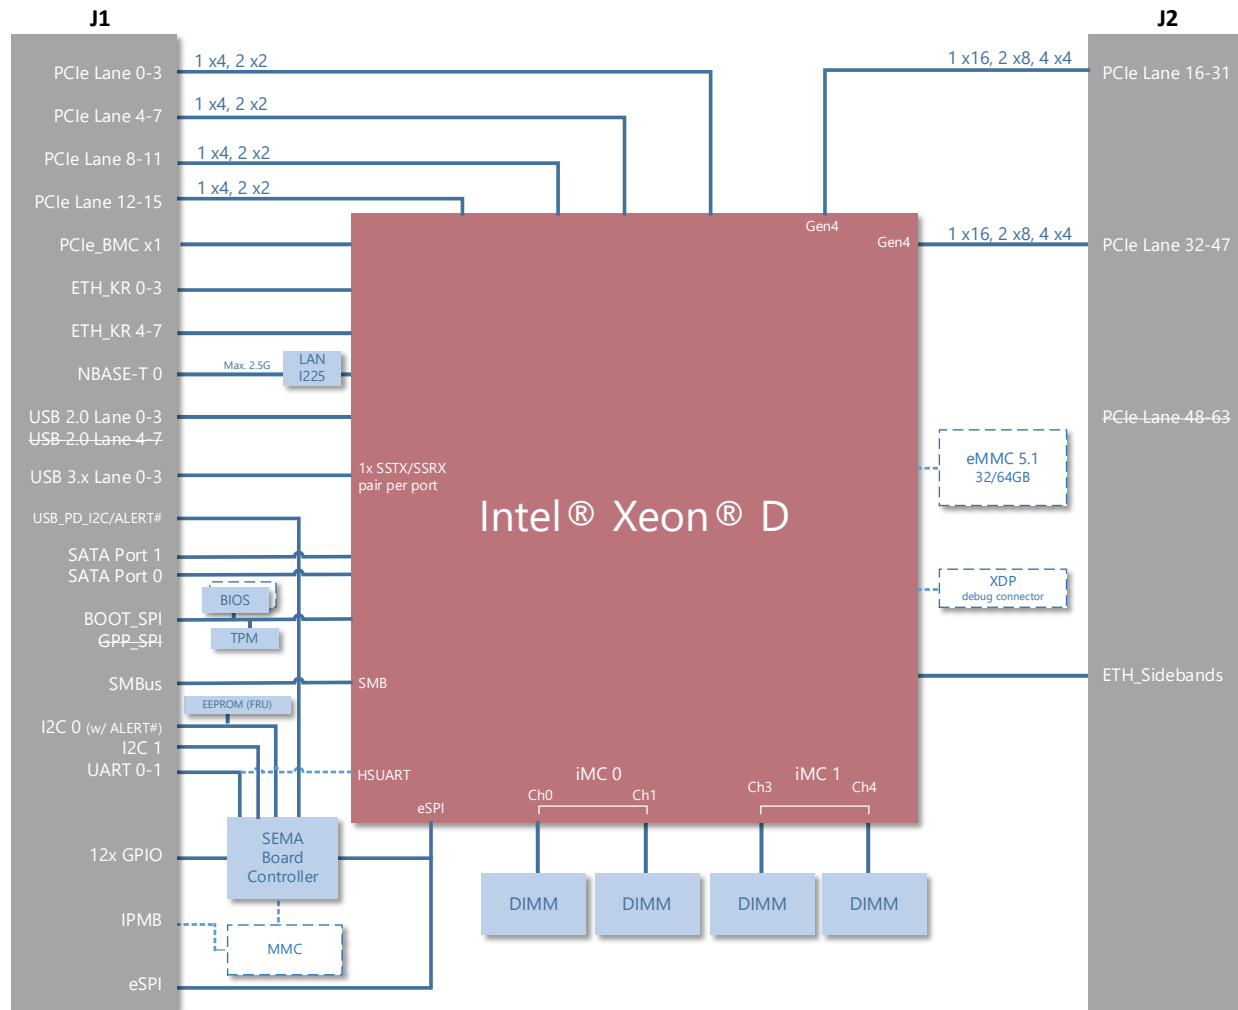 J1
J2
PCIe Lane 0-3
1 x4, 2 x2
1 x16, 2 x8, 4 x4
PCIe Lane 16-31
PCIe Lane 4-7
1 x4, 2 x2
PCIe Lane 8-11
1 x4, 2 x2
PCIe Lane 12-15
1 x4, 2 x2
Gen4
PCIe_BMC x1
Gen4
1 x16, 2 x8, 4 x4
PCIe Lane 32-47
ETH_KR 0-3
ETH_KR 4-7
NBASE-T 0
Max. 2.5G
LAN
I225
USB 2.0 Lane 0-3
USB 2.0 Lane 4-7
PCIe Lane 48-63
USB 3.x Lane 0-3
1x SSTX/SSRX
pair per port
eMMC 5.1
32/64GB
Intel® Xeon® D
USB_PD_I2C/ALERT#
SATA Port 1
SATA Port 0
XDP
debug connector
BIOS
BOOT_SPI
GPP_SPI
TPM
SMBus
SMB
ETH_Sidebands
EEPROM (FRU)
I2C 0 (w/ ALERT#)
I2C 1
UART 0-1
HSUART
iMC 0
iMC 1
Ch0
Ch1
Ch3
Ch4
eSPI
12x GPIO
SEMA
Board
Controller
DIMM
DIMM
DIMM
DIMM
IPMB
MMC
eSPI